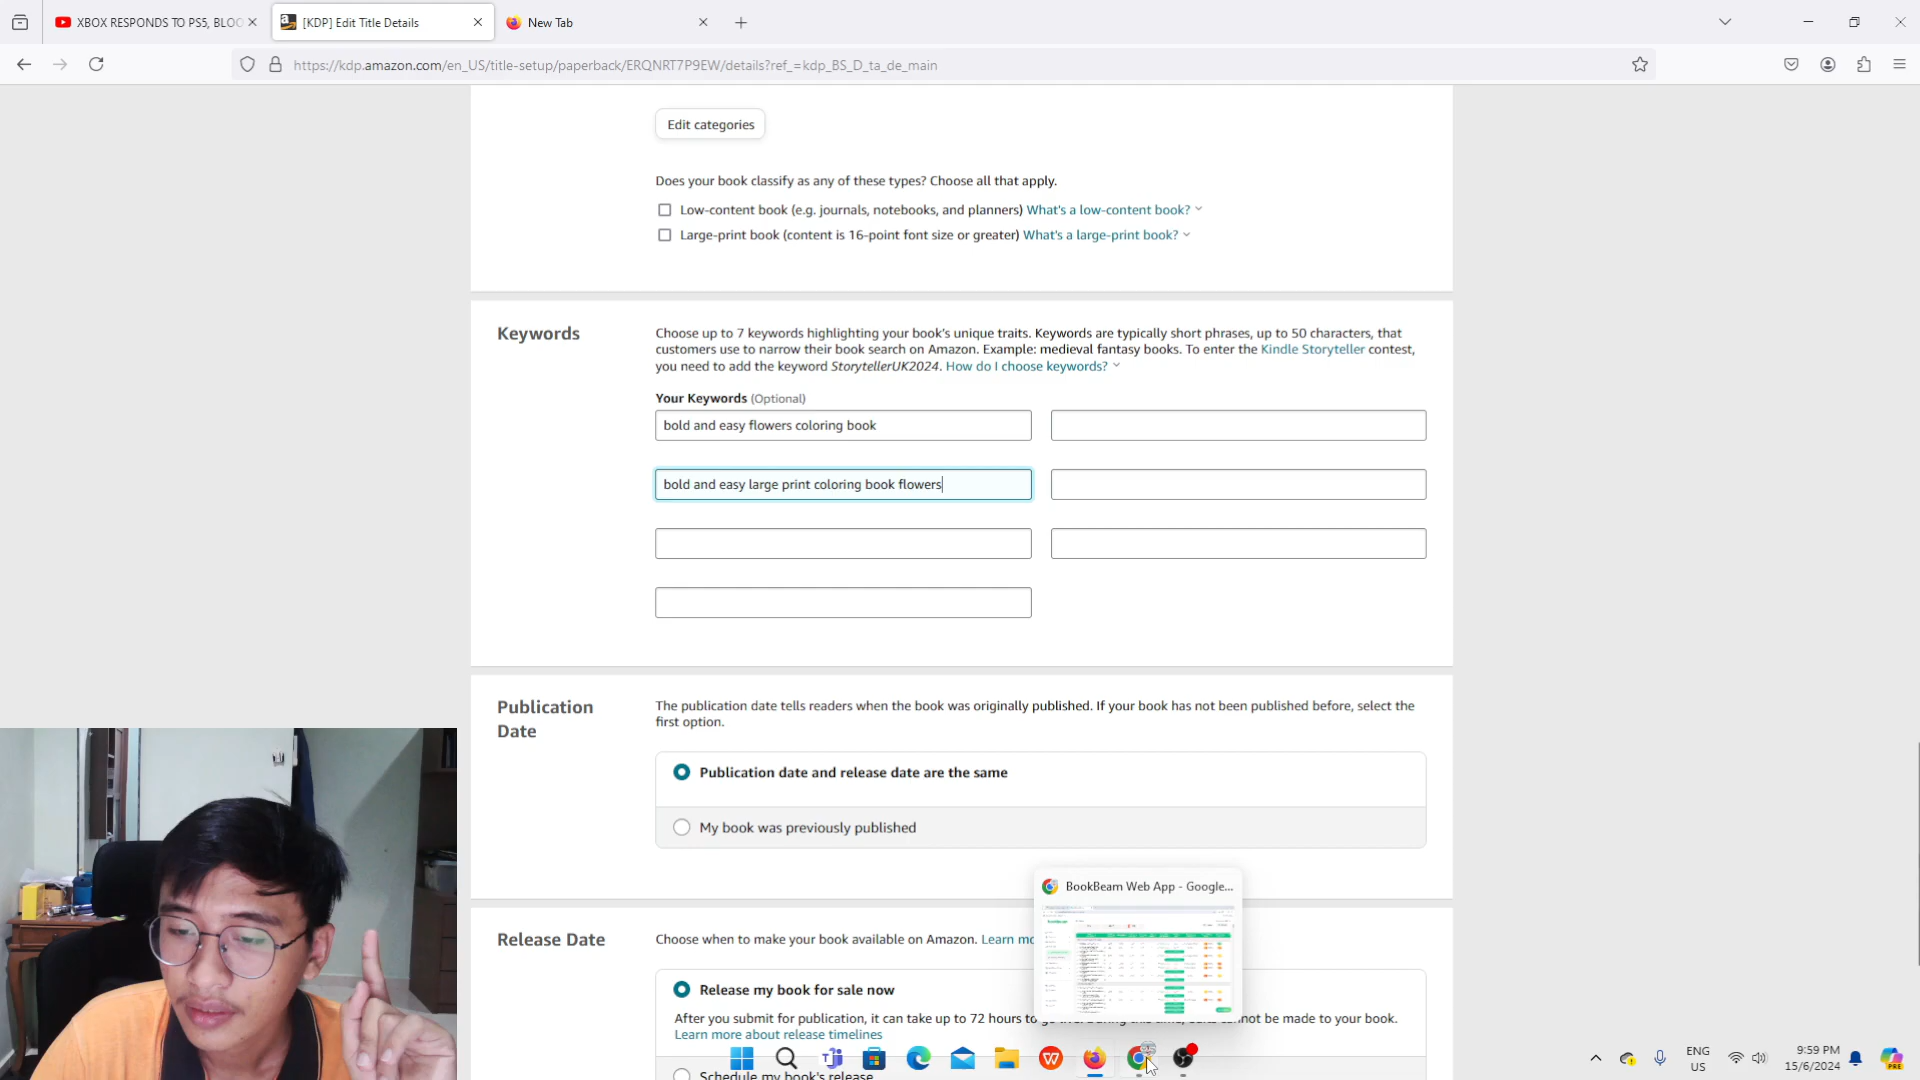 XBOX RESPONDS TO PS5, BLOC
[KDP] Edit Title Details
New Tab
https://kdp.amazon.com/en_US/title-setup/paperback/ERQNRT7P9EW/details?ref_=kdp_BS_D_ta_de_main
Edit categories
Does your book classify as any of these types? Choose all that apply.
Low-content book (e.g. journals, notebooks, and planners) What's a low-content book?
Large-print book (content is 16-point font size or greater) What's a large-print book?
Keywords
Choose up to 7 keywords highlighting your book's unique traits. Keywords are typically short phrases, up to 50 characters, that
customers use to narrow their book search on Amazon. Example: medieval fantasy books. To enter the Kindle Storyteller contest,
you need to add the keyword StorytellerUK2024. How do I choose keywords?
Your Keywords (Optional)
bold and easy flowers coloring book
bold and easy large print coloring book flowers
Publication
Date
The publication date tells readers when the book was originally published. If your book has not been published before, select the
first option.
Publication date and release date are the same
My book was previously published
BookBeam Web App - Google...
Release Date
Choose when to make your book available on Amazon. Learn mo
Release my book for sale now
After you submit for publication, it can take up to 72 hours to
not be made to your book.
Learn more about release timelines
Schedule my book's release
ENG
US
9:59 PM
15/6/2024
PRE